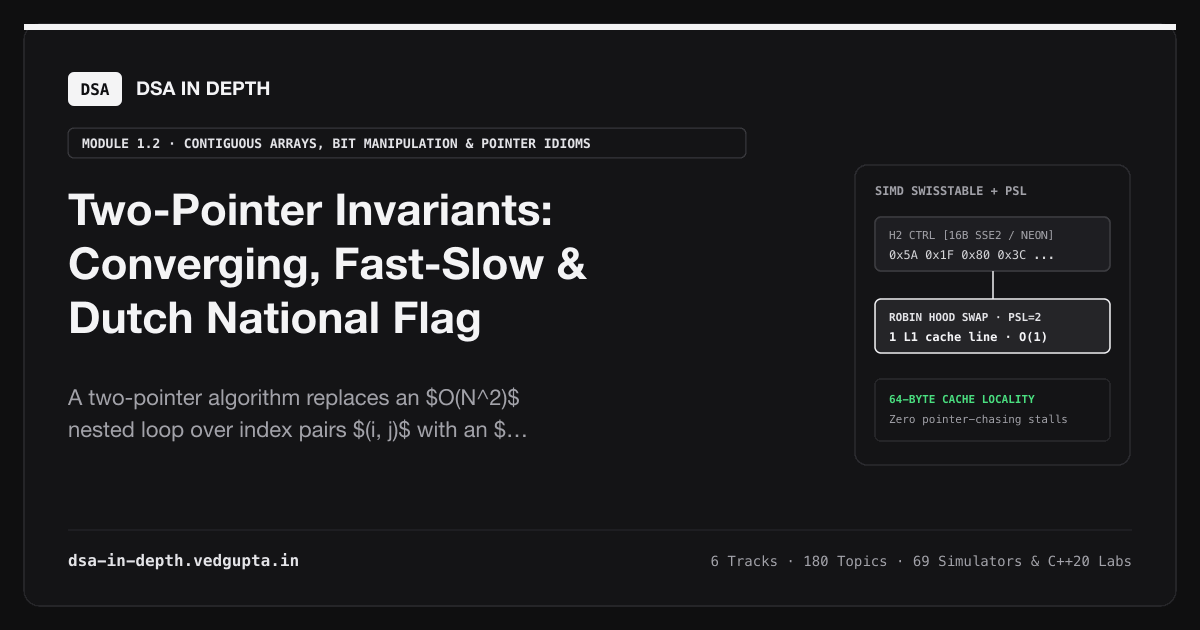 DSA
DSA IN DEPTH
MODULE 1.2 · CONTIGUOUS ARRAYS, BIT MANIPULATION & POINTER IDIOMS
Two-Pointer Invariants:
Converging, Fast-Slow &
Dutch National Flag
A two-pointer algorithm replaces an $O(N^2)$
nested loop over index pairs $(i, j)$ with an $…
SIMD SWISSTABLE + PSL
H2 CTRL [16B SSE2 / NEON]
0x5A 0x1F 0x80 0x3C ...
ROBIN HOOD SWAP · PSL=2
1 L1 cache line · O(1)
64-BYTE CACHE LOCALITY
Zero pointer-chasing stalls
dsa-in-depth.vedgupta.in
6 Tracks · 180 Topics · 69 Simulators & C++20 Labs